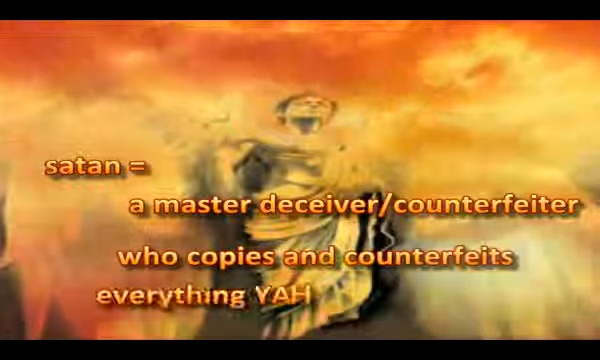 satan =
a master deceiver/counterfeiter
who copies and counterfeits
everything YAH